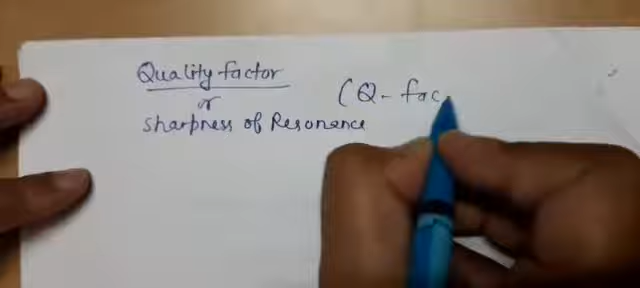 Quality factor
or
Sharpness of Resonance
(Q- fac